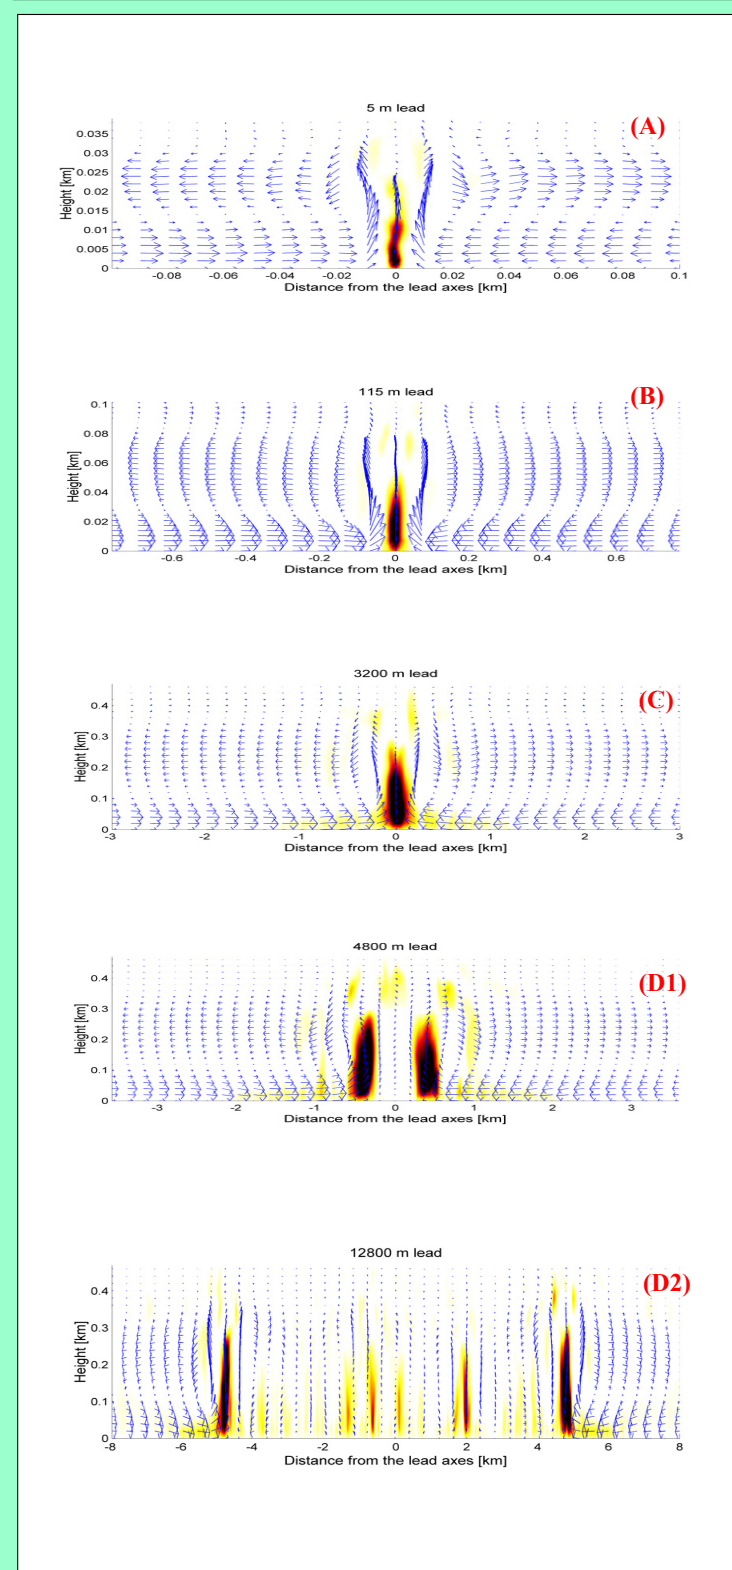 5 m lead
(A)
0.035
0.03
0.025
0.02
0.015
0.01
0.005
0
Height [km]
-0.08 -0.06 -0.04 -0.02 0 0.02 0.04 0.06 0.08 0.1
Distance from the lead axes [km]
115 m lead
(B)
0.1
0.08
0.06
0.04
0.02
0
Height [km]
-0.6 -0.4 -0.2 0 0.2 0.4 0.6
Distance from the lead axes [km]
3200 m lead
(C)
0.4
0.3
0.2
0.1
0
Height [km]
-3 -2 -1 0 1 2 3
Distance from the lead axes [km]
4800 m lead
(D1)
0.4
0.3
0.2
0.1
0
Height [km]
-3 -2 -1 0 1 2 3
Distance from the lead axes [km]
12800 m lead
(D2)
0.4
0.3
0.2
0.1
0
Height [km]
-8 -6 -4 -2 0 2 4 6 8
Distance from the lead axes [km]